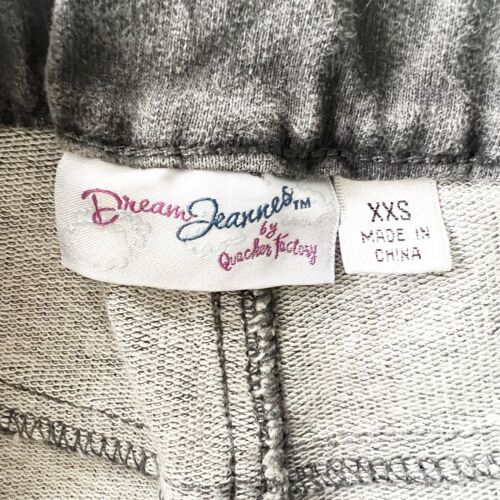 Dream Jeannes™
by
Quacker Factory
XXS
MADE IN
CHINA